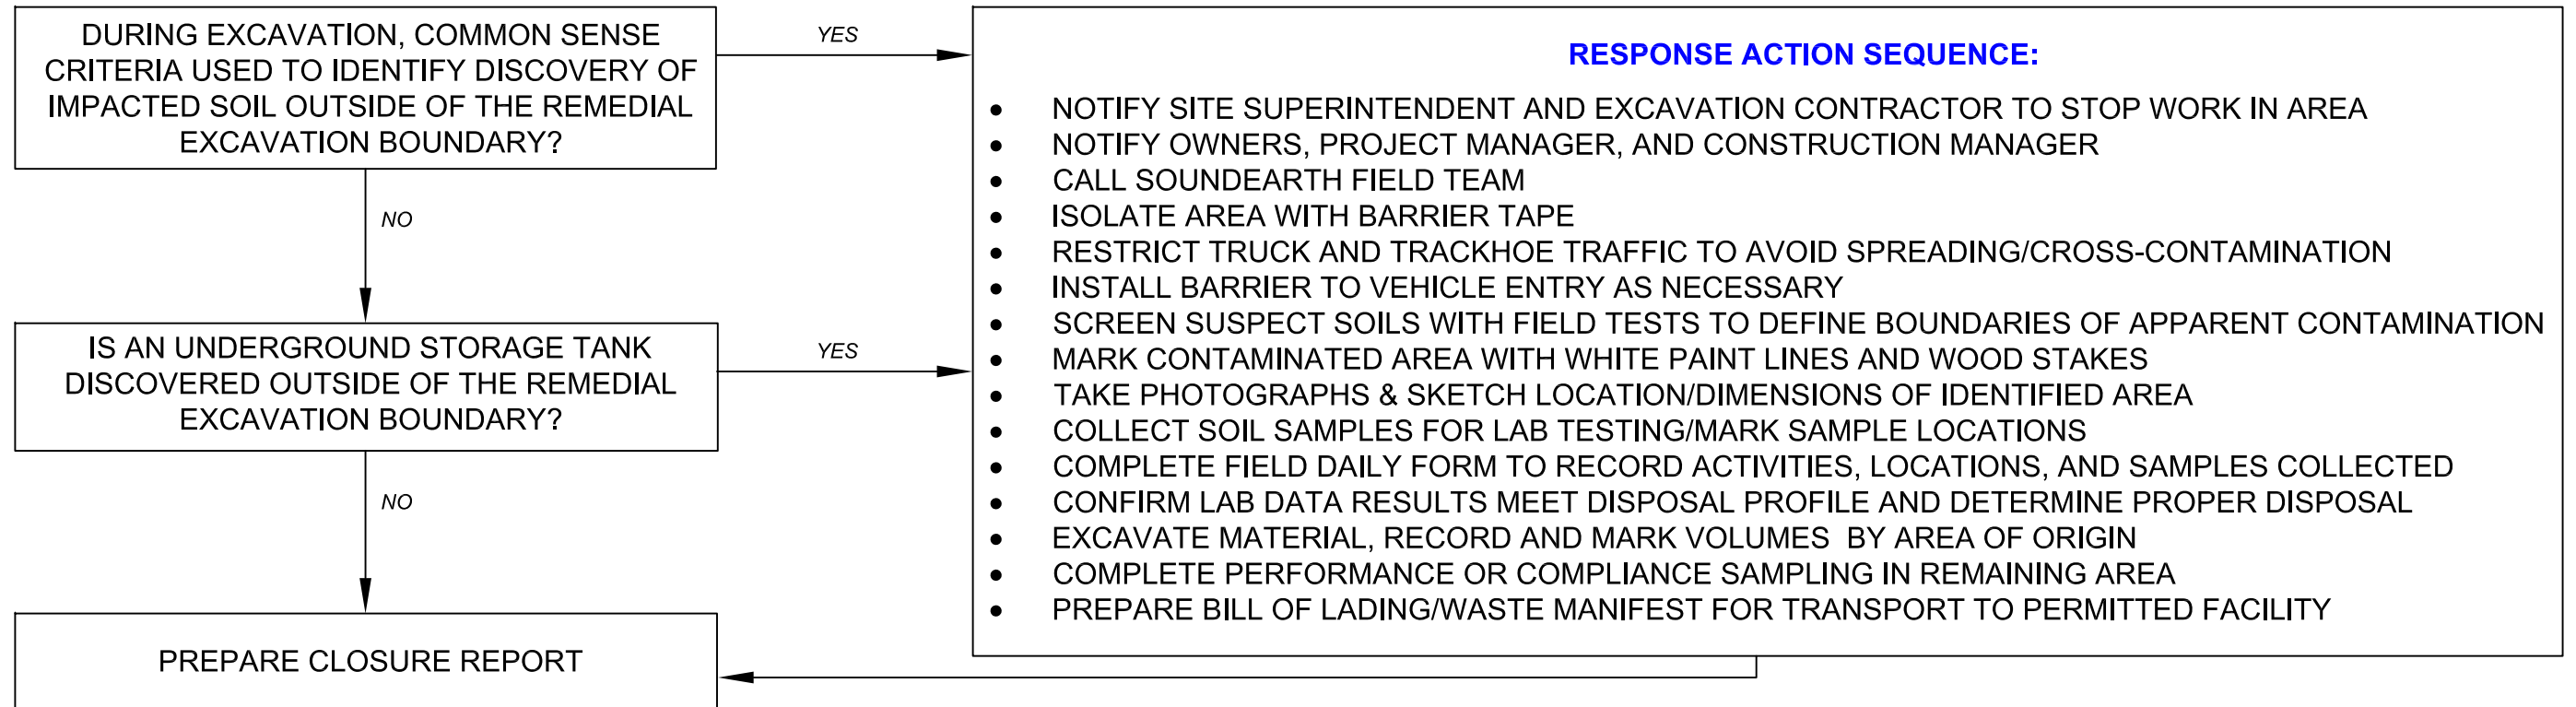 DURING EXCAVATION, COMMON SENSE
CRITERIA USED TO IDENTIFY DISCOVERY OF
IMPACTED SOIL OUTSIDE OF THE REMEDIAL
EXCAVATION BOUNDARY?
YES
NO
IS AN UNDERGROUND STORAGE TANK
DISCOVERED OUTSIDE OF THE REMEDIAL
EXCAVATION BOUNDARY?
YES
NO
PREPARE CLOSURE REPORT
RESPONSE ACTION SEQUENCE:
• NOTIFY SITE SUPERINTENDENT AND EXCAVATION CONTRACTOR TO STOP WORK IN AREA
• NOTIFY OWNERS, PROJECT MANAGER, AND CONSTRUCTION MANAGER
• CALL SOUNDEARTH FIELD TEAM
• ISOLATE AREA WITH BARRIER TAPE
• RESTRICT TRUCK AND TRACKHOE TRAFFIC TO AVOID SPREADING/CROSS-CONTAMINATION
• INSTALL BARRIER TO VEHICLE ENTRY AS NECESSARY
• SCREEN SUSPECT SOILS WITH FIELD TESTS TO DEFINE BOUNDARIES OF APPARENT CONTAMINATION
• MARK CONTAMINATED AREA WITH WHITE PAINT LINES AND WOOD STAKES
• TAKE PHOTOGRAPHS & SKETCH LOCATION/DIMENSIONS OF IDENTIFIED AREA
• COLLECT SOIL SAMPLES FOR LAB TESTING/MARK SAMPLE LOCATIONS
• COMPLETE FIELD DAILY FORM TO RECORD ACTIVITIES, LOCATIONS, AND SAMPLES COLLECTED
• CONFIRM LAB DATA RESULTS MEET DISPOSAL PROFILE AND DETERMINE PROPER DISPOSAL
• EXCAVATE MATERIAL, RECORD AND MARK VOLUMES  BY AREA OF ORIGIN
• COMPLETE PERFORMANCE OR COMPLIANCE SAMPLING IN REMAINING AREA
• PREPARE BILL OF LADING/WASTE MANIFEST FOR TRANSPORT TO PERMITTED FACILITY